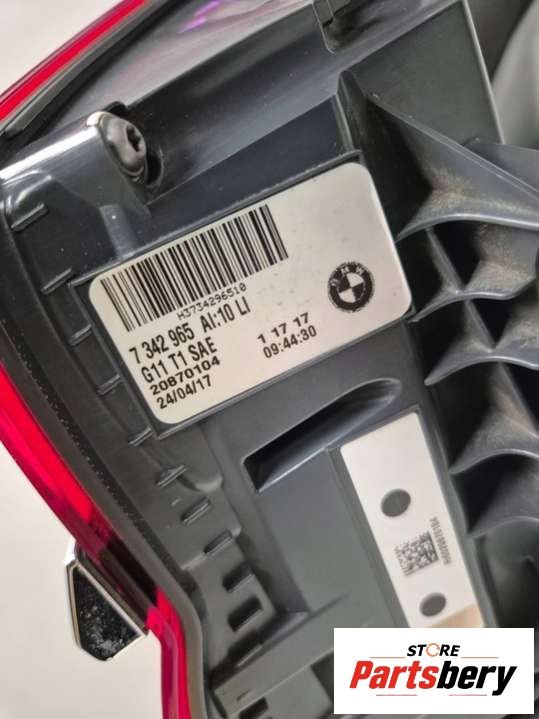 H3734296510
7 342 965 AI:10 LI
G11 T1 SAE
20870104
24/04/17
1 17 17
09:44:30
BMW
STORE
Partsbery